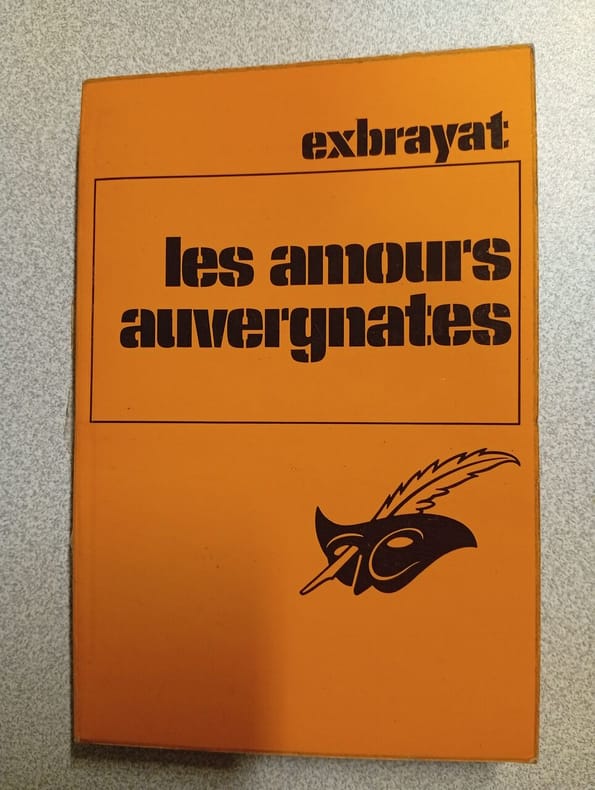 exbrayat
les amours
auvergnates